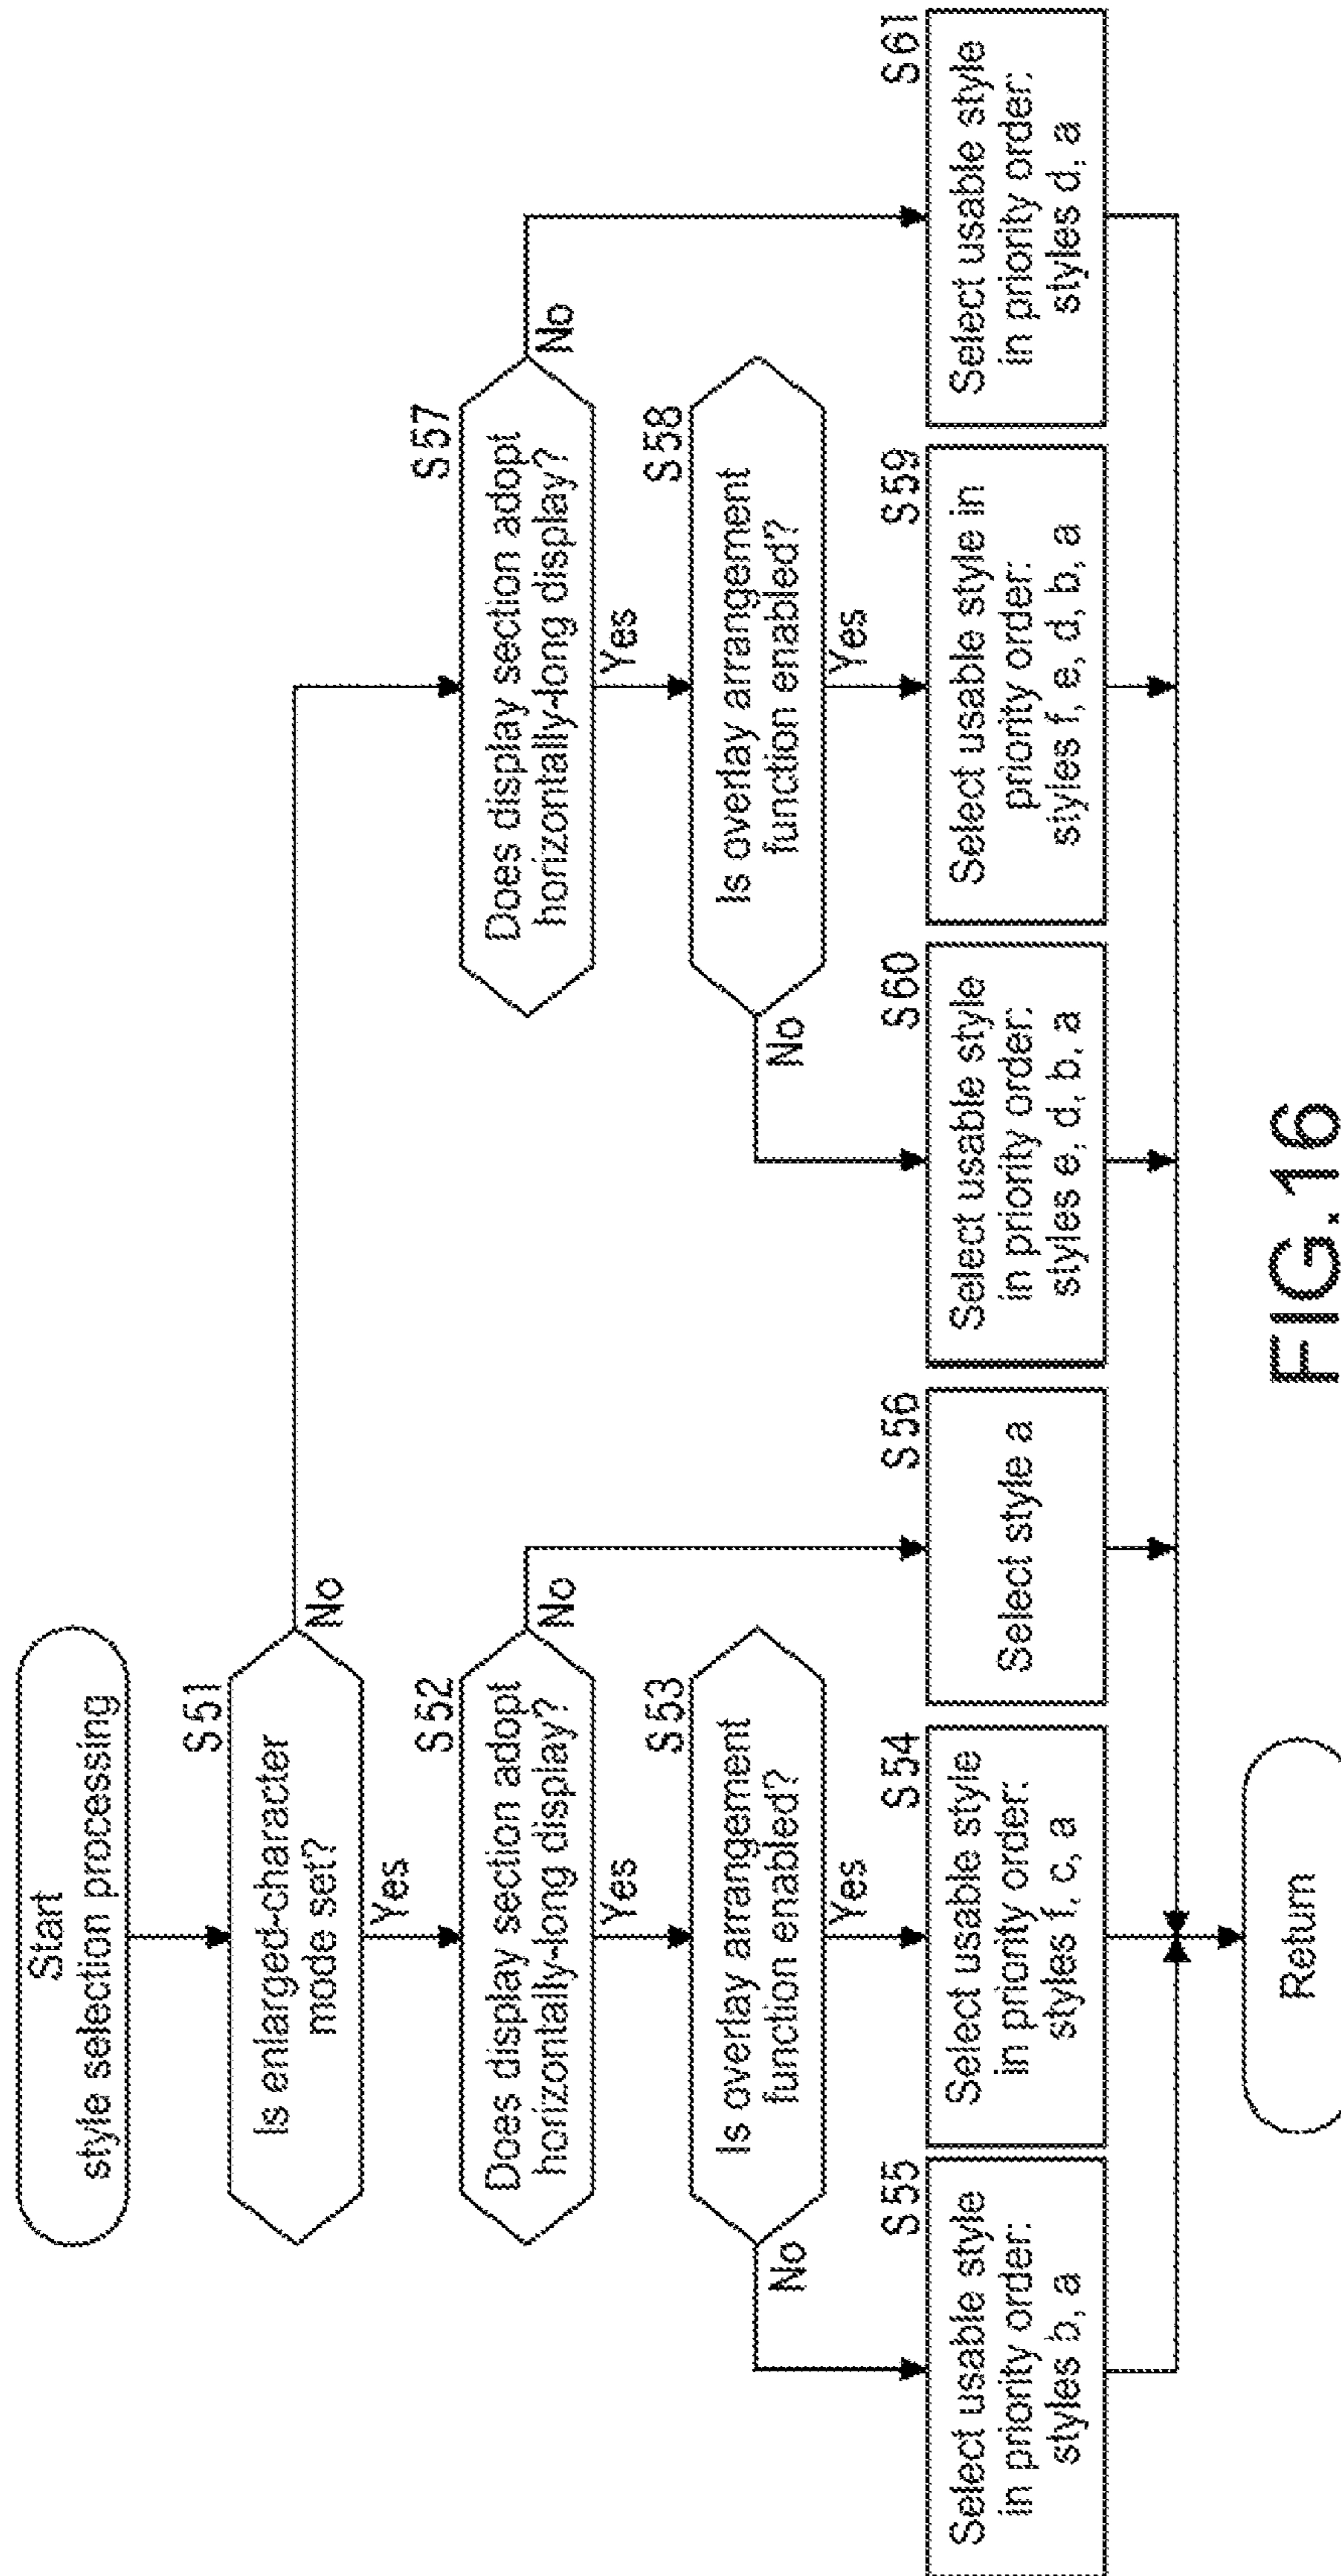 Start
style selection processing
S51
Is enlarged-character
mode set?
No
Yes
S52
Does display section adopt
horizontally-long display?
No
Yes
S53
Is overlay arrangement
function enabled?
No
Yes
S55
Select usable style
in priority order:
styles b, a
S54
Select usable style
in priority order:
styles f, c, a
S56
Select style a
S57
Does display section adopt
horizontally-long display?
No
Yes
S58
Is overlay arrangement
function enabled?
No
Yes
S60
Select usable style
in priority order:
styles e, d, b, a
S59
Select usable style in
priority order:
styles f, e, d, b, a
S61
Select usable style
in priority order:
styles d, a
Return
FIG.16